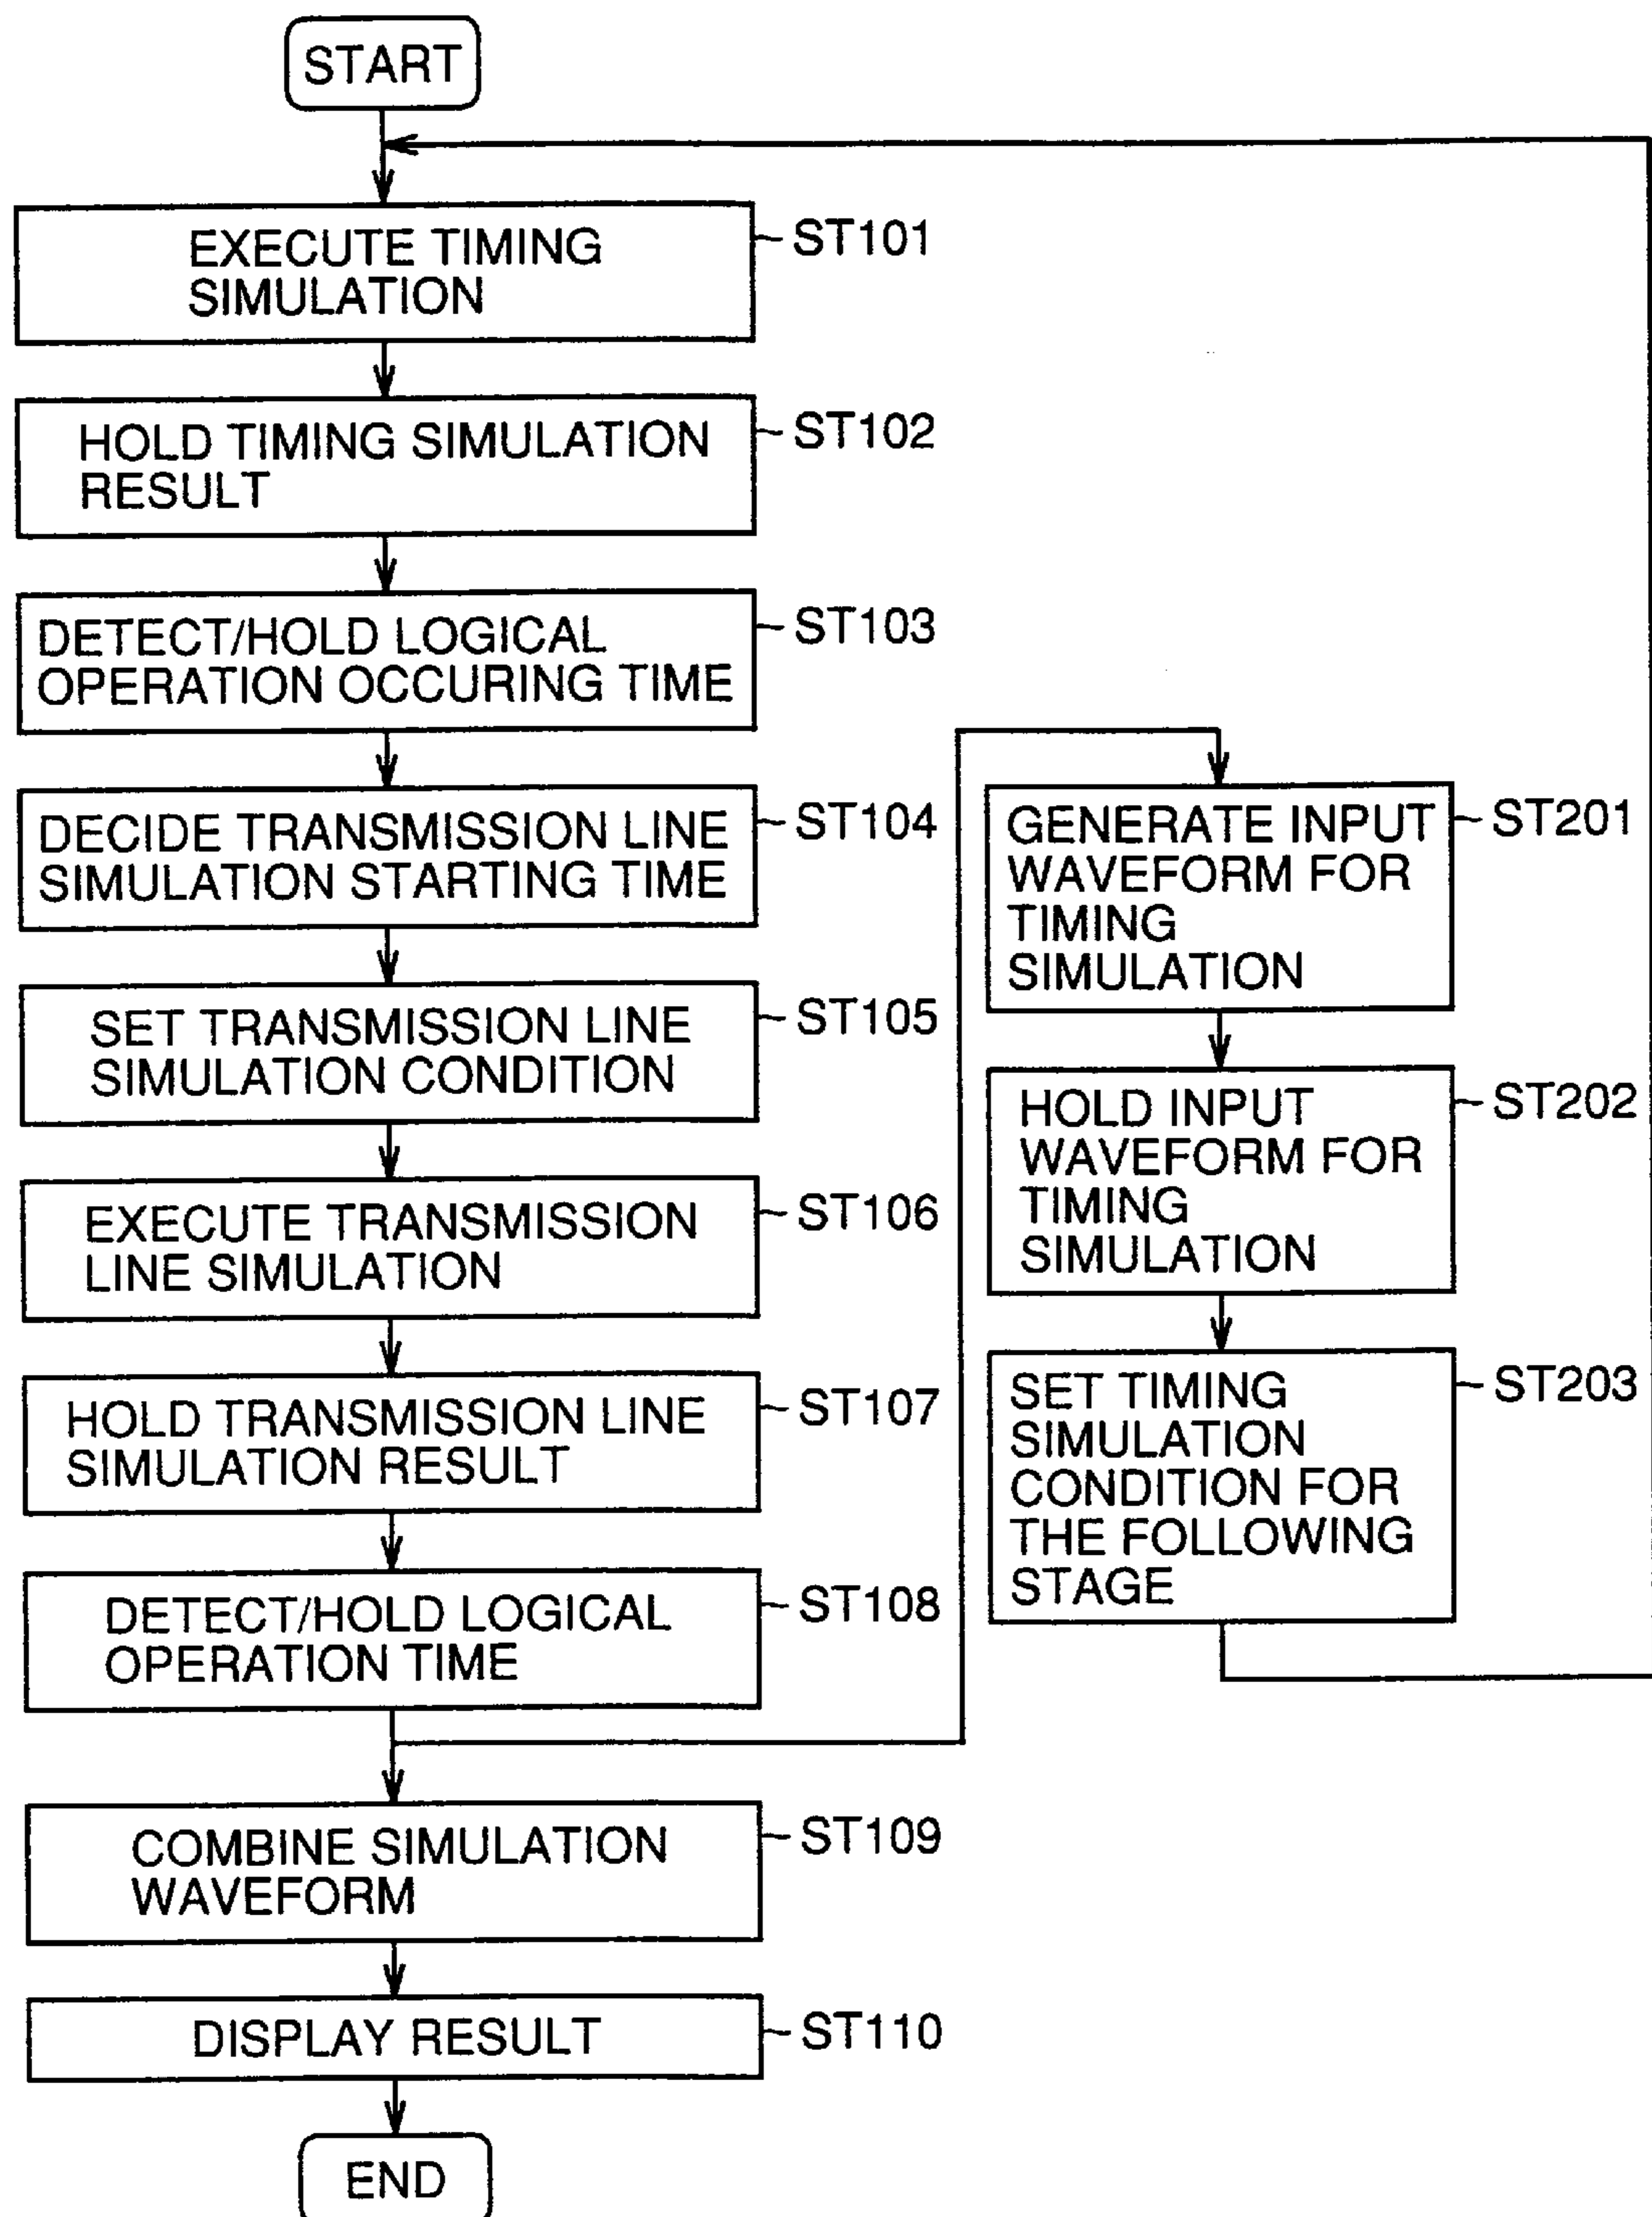 START
EXECUTE TIMING
SIMULATION
ST101
HOLD TIMING SIMULATION
RESULT
ST102
DETECT/HOLD LOGICAL
OPERATION OCCURING TIME
ST103
DECIDE TRANSMISSION LINE
SIMULATION STARTING TIME
ST104
SET TRANSMISSION LINE
SIMULATION CONDITION
ST105
EXECUTE TRANSMISSION
LINE SIMULATION
ST106
HOLD TRANSMISSION LINE
SIMULATION RESULT
ST107
DETECT/HOLD LOGICAL
OPERATION TIME
ST108
COMBINE SIMULATION
WAVEFORM
ST109
DISPLAY RESULT
ST110
END
GENERATE INPUT
WAVEFORM FOR
TIMING
SIMULATION
ST201
HOLD INPUT
WAVEFORM FOR
TIMING
SIMULATION
ST202
SET TIMING
SIMULATION
CONDITION FOR
THE FOLLOWING
STAGE
ST203